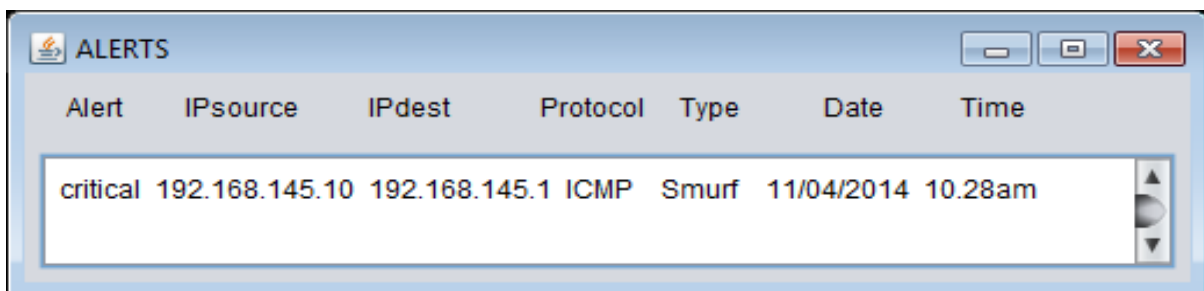 ALERTS
Alert IPsource IPdest Protocol Type Date Time
critical 192.168.145.10 192.168.145.1 ICMP Smurf 11/04/2014 10.28am